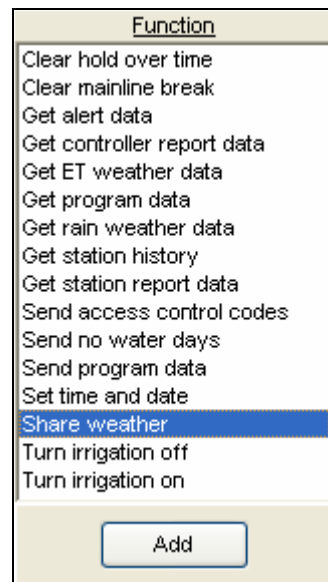 Function
Clear hold over time
Clear mainline break
Get alert data
Get controller report data
Get ET weather data
Get program data
Get rain weather data
Get station history
Get station report data
Send access control codes
Send no water days
Send program data
Set time and date
Share weather
Turn irrigation off
Turn irrigation on
Add